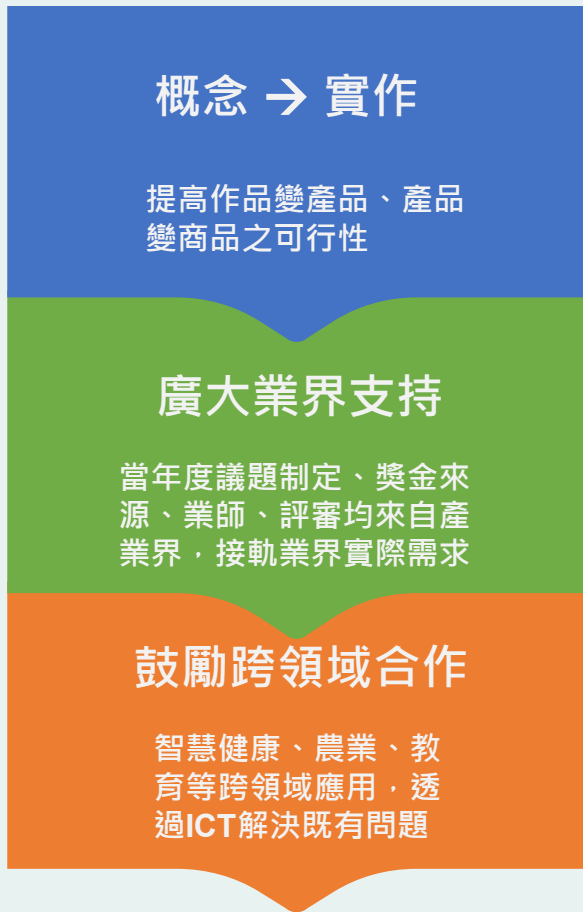 概念 → 實作
提高作品變產品、產品
變商品之可行性
廣大業界支持
當年度議題制定、獎金來
源、業師、評審均來自產
業界，接軌業界實際需求
鼓勵跨領域合作
智慧健康、農業、教
育等跨領域應用，透
過ICT解決既有問題